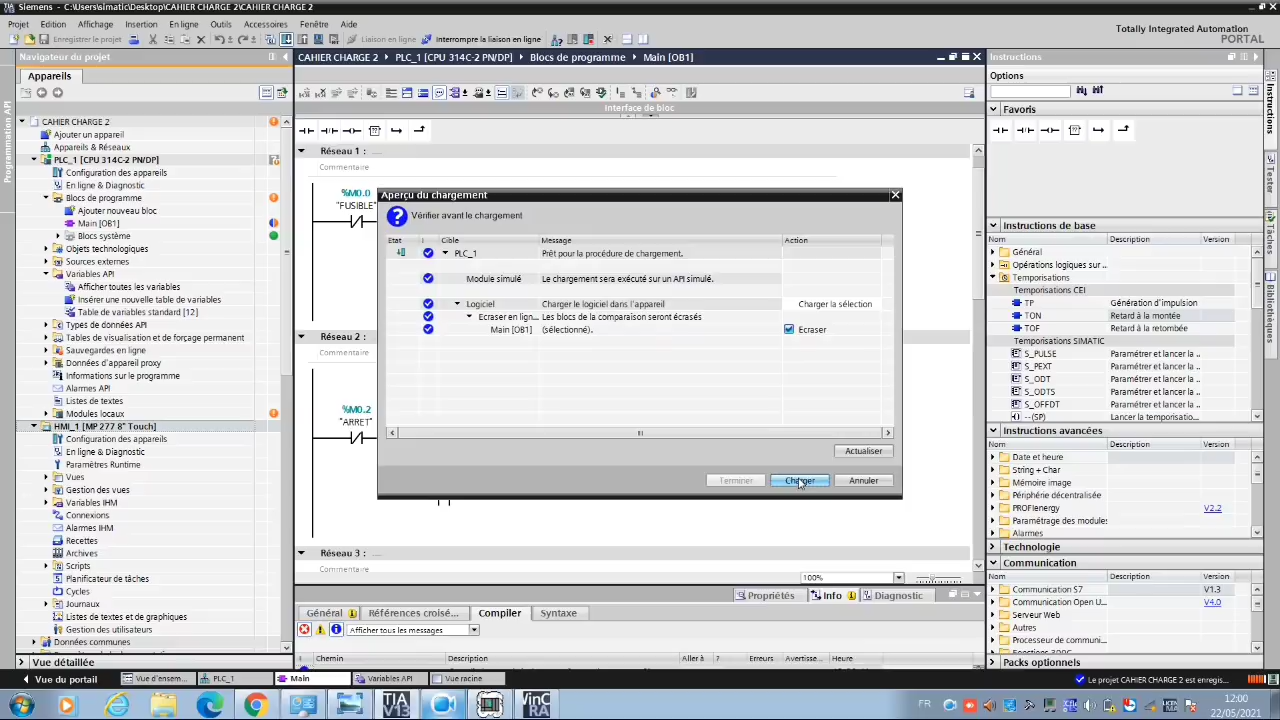 Siemens - C:\Users\simatic\Desktop\CAHIER CHARGE 2\CAHIER CHARGE 2
Projet Edition Affichage Insertion En ligne Outils Accessoires Fenêtre Aide
Totally Integrated Automation
PORTAL
Enregistrer le projet
Liaison en ligne
Interrompre la liaison en ligne
Navigateur du projet
CAHIER CHARGE 2 PLC_1 [CPU 314C-2 PN/DP] Blocs de programme Main [OB1]
Instructions
Appareils
Options
Programmation API
CAHIER CHARGE 2
Ajouter un appareil
Appareils & Réseaux
PLC_1 [CPU 314C-2 PN/DP]
Configuration des appareils
En ligne & Diagnostic
Blocs de programme
Ajouter nouveau bloc
Main [OB1]
Blocs système
Objets technologiques
Sources externes
Variables API
Afficher toutes les variables
Insérer une nouvelle table de variables
Table de variables standard [12]
Types de données API
Tables de visualisation et de forçage permanent
Sauvegardes en ligne
Données d'appareil proxy
Informations sur le programme
Alarmes API
Listes de textes
Modules locaux
HMI_1 [MP 277 8" Touch]
Configuration des appareils
En ligne & Diagnostic
Paramètres Runtime
Vues
Gestion des vues
Variables IHM
Connexions
Alarmes IHM
Recettes
Archives
Scripts
Planificateur de tâches
Cycles
Journaux
Listes de textes et de graphiques
Gestion des utilisateurs
Données communes
Vue détaillée
Interface de bloc
Réseau 1 : ....
Commentaire
%M0.0
"FUSIBLE"
Réseau 2 : ....
Commentaire
%M0.2
"ARRET"
Réseau 3 : ....
Commentaire
100%
Aperçu du chargement
Vérifier avant le chargement
Etat ! Cible Message Action
PLC_1 Prêt pour la procédure de chargement.
Module simulé Le chargement sera exécuté sur un API simulé.
Logiciel Charger le logiciel dans l'appareil Charger la sélection
Ecraser en lign... Les blocs de la comparaison seront écrasés
Main [OB1] (sélectionné). Ecraser
Actualiser
Terminer Charger Annuler
Propriétés Info Diagnostic
Général Références croisé... Compiler Syntaxe
Afficher tous les messages
! Chemin Description Aller à ? Erreurs Avertisse... Heure
Favoris
Instructions de base
Nom Description Version
Général
Opérations logiques sur ..
Temporisations
Temporisations CEI
TP Génération d'impulsion
TON Retard à la montée
TOF Retard à la retombée
Temporisations SIMATIC
S_PULSE Paramétrer et lancer la ..
S_PEXT Paramétrer et lancer la ..
S_ODT Paramétrer et lancer la ..
S_ODTS Paramétrer et lancer la ..
S_OFFDT Paramétrer et lancer la ..
--(SP) Lancer la temporisatio...
Instructions avancées
Nom Description Version
Date et heure
String + Char
Mémoire image
Périphérie décentralisée
PROFIenergy V2.2
Paramétrage des modules
Alarmes
Technologie
Communication
Nom Description Version
Communication S7 V1.3
Communication Open U... V4.0
Serveur Web
Autres
Processeur de communi...
Packs optionnels
Instructions
Tester
Tâches
Bibliothèques
Vue du portail
Vue d'ensem... PLC_1 Main Variables API Vue racine
Le projet CAHIER CHARGE 2 est enregis...
TIA
V13
WinCC
RA
FR
12:00
22/05/2021